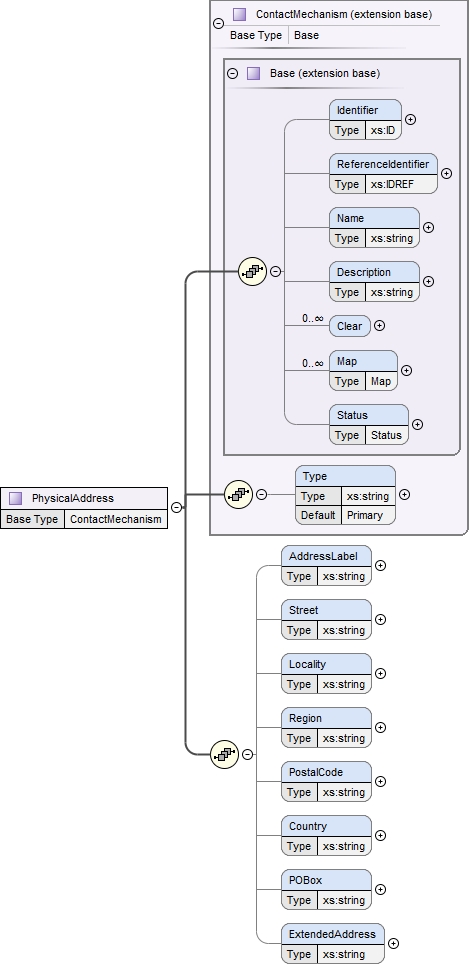 ContactMechanism (extension base)
Base Type Base
Base (extension base)
Identifier
Type xs:ID
ReferenceIdentifier
Type xs:IDREF
Name
Type xs:string
Description
Type xs:string
0..∞
Clear
0..∞
Map
Type Map
Status
Type Status
PhysicalAddress
Base Type ContactMechanism
Type
Type xs:string
Default Primary
AddressLabel
Type xs:string
Street
Type xs:string
Locality
Type xs:string
Region
Type xs:string
PostalCode
Type xs:string
Country
Type xs:string
POBox
Type xs:string
ExtendedAddress
Type xs:string